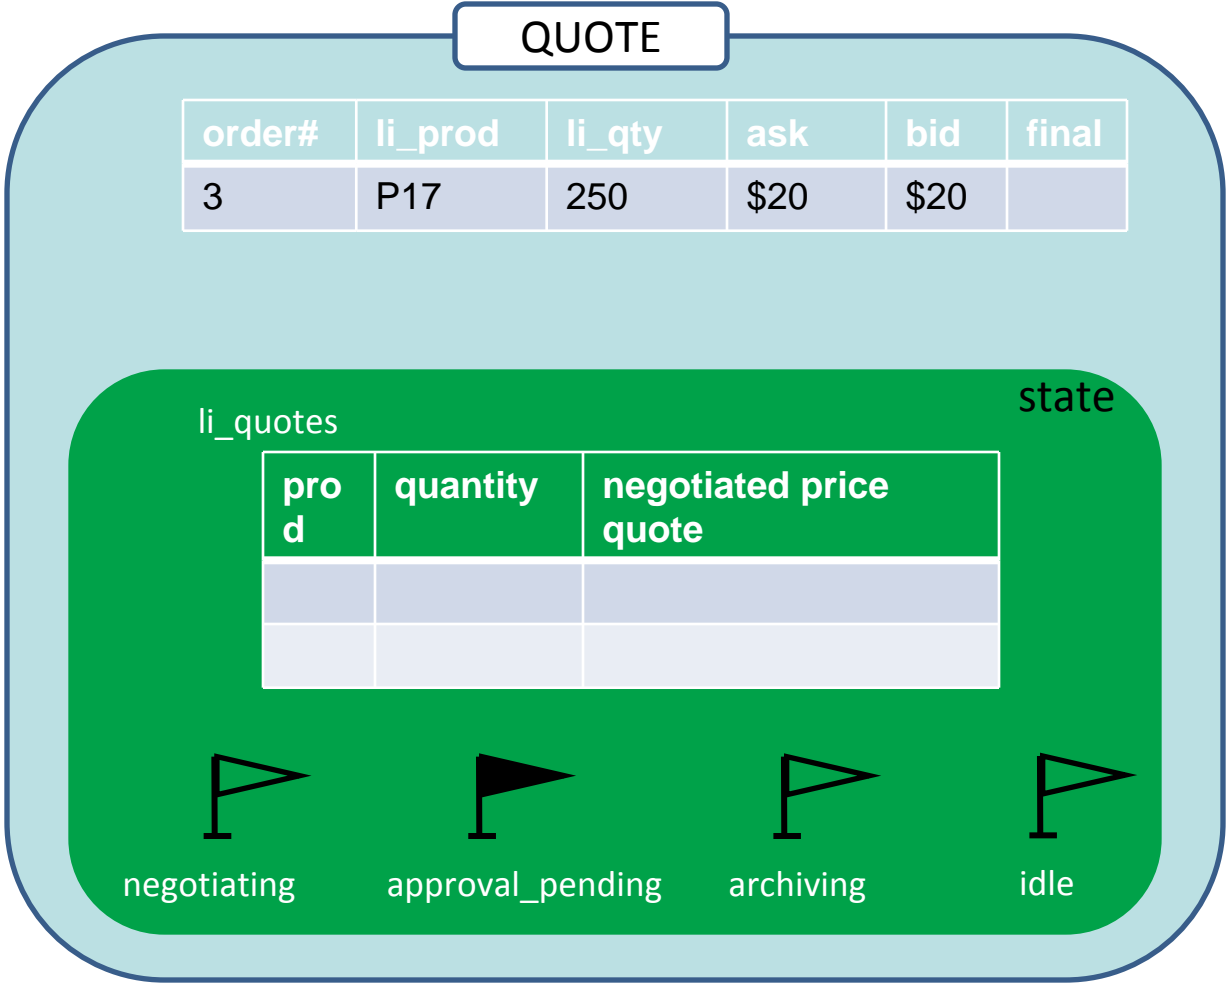 QUOTE
order# li_prod li_qty ask bid final
3 P17 250 $20 $20
state
li_quotes
pro quantity negotiated price
d quote
negotiating approval_pending archiving idle